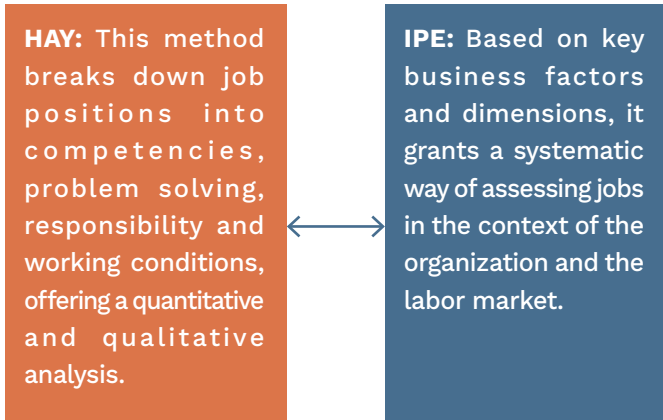 HAY: This method
breaks down job
positions into
competencies,
problem solving,
responsibility and
working conditions,
offering a quantitative
and qualitative
analysis.
IPE: Based on key
business factors
and dimensions, it
grants a systematic
way of assessing jobs
in the context of the
organization and the
labor market.